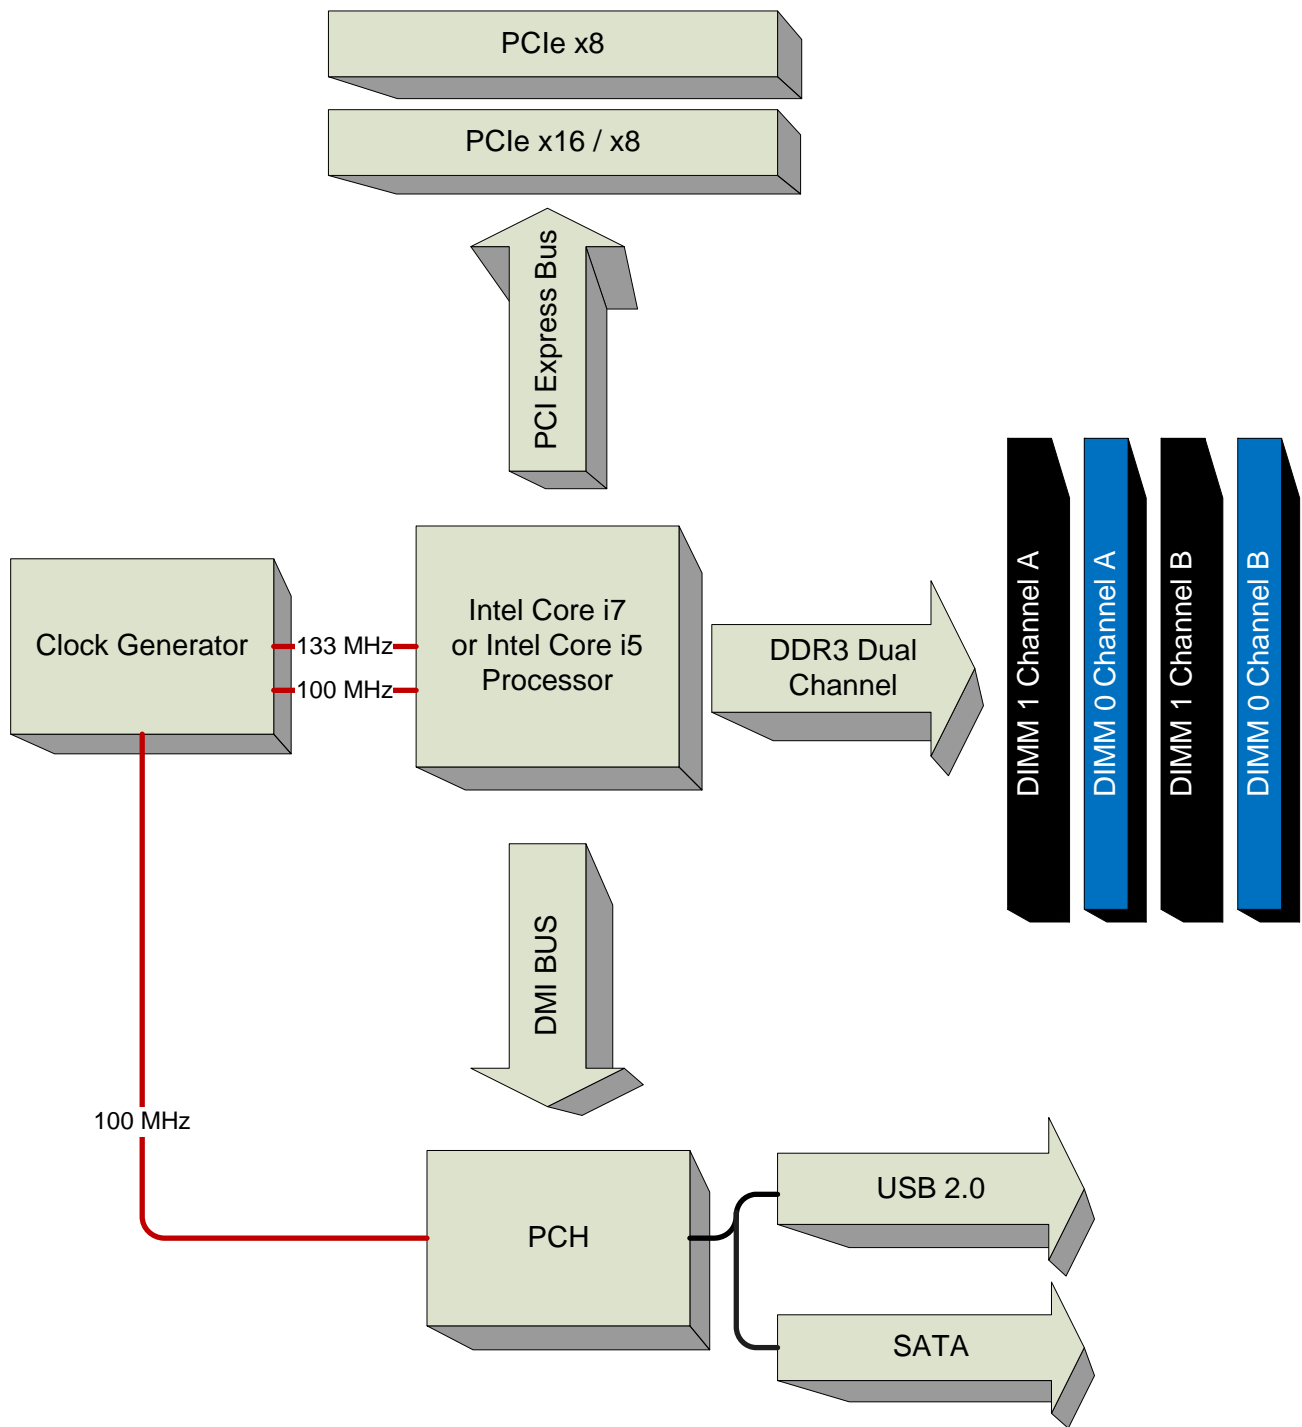 PCIe x8
PCIe x16 / x8
PCI Express Bus
Clock Generator
133 MHz
100 MHz
Intel Core i7
or Intel Core i5
Processor
DDR3 Dual
Channel
DIMM 1 Channel A
DIMM 0 Channel A
DIMM 1 Channel B
DIMM 0 Channel B
DMI BUS
100 MHz
PCH
USB 2.0
SATA